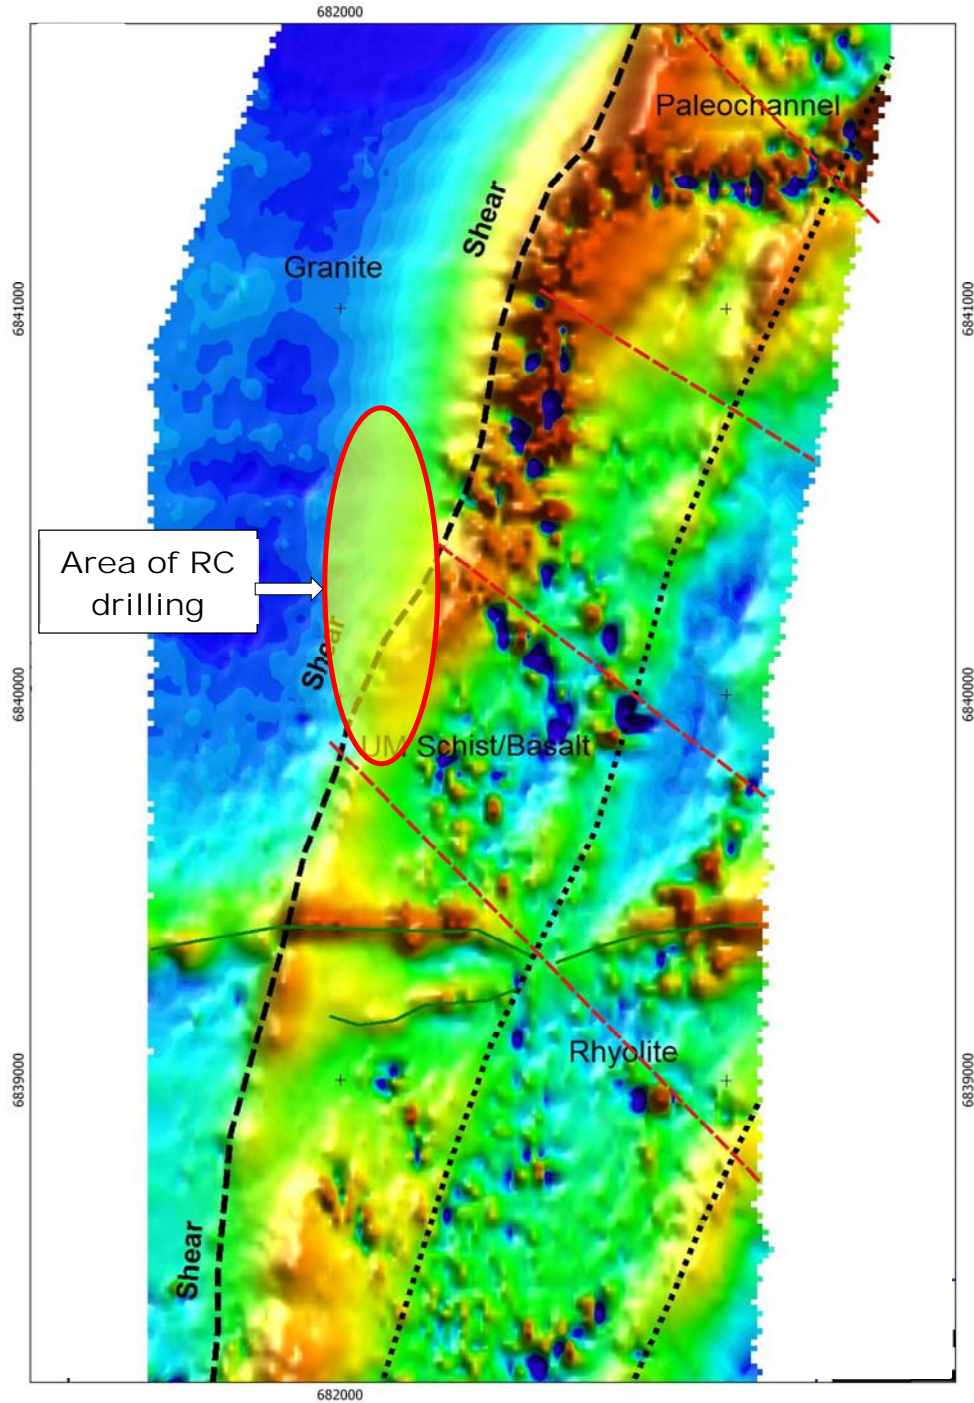 682000
Paleochannel
Shear
Granite
6841000
6841000
Area of RC
drilling
Shear
6840000
6840000
UM Schist/Basalt
Rhyolite
6839000
6839000
Shear
682000